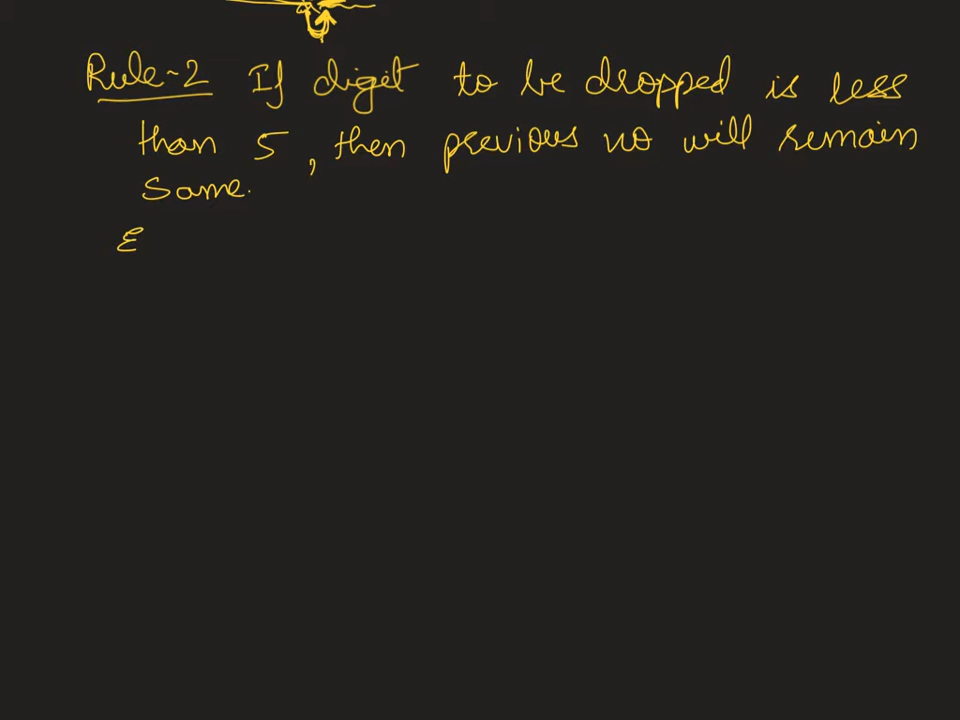 Rule-2 If digit to be dropped is less
than 5, then previous no will remain
same.
E